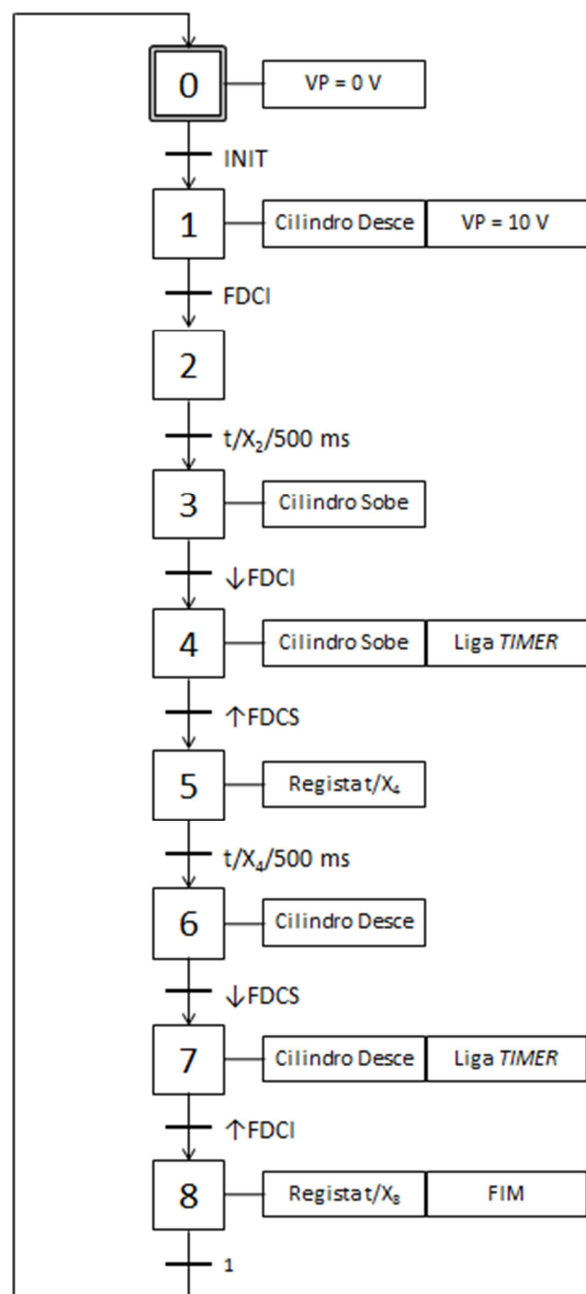 0 VP = 0 V
INIT
1 Cilindro Desce VP = 10 V
FDCI
2
t/X₂/500 ms
3 Cilindro Sobe
↓FDCI
4 Cilindro Sobe Liga TIMER
↑FDCS
5 Registat/X₄
t/X₄/500 ms
6 Cilindro Desce
↓FDCS
7 Cilindro Desce Liga TIMER
↑FDCI
8 Registat/X₈ FIM
1